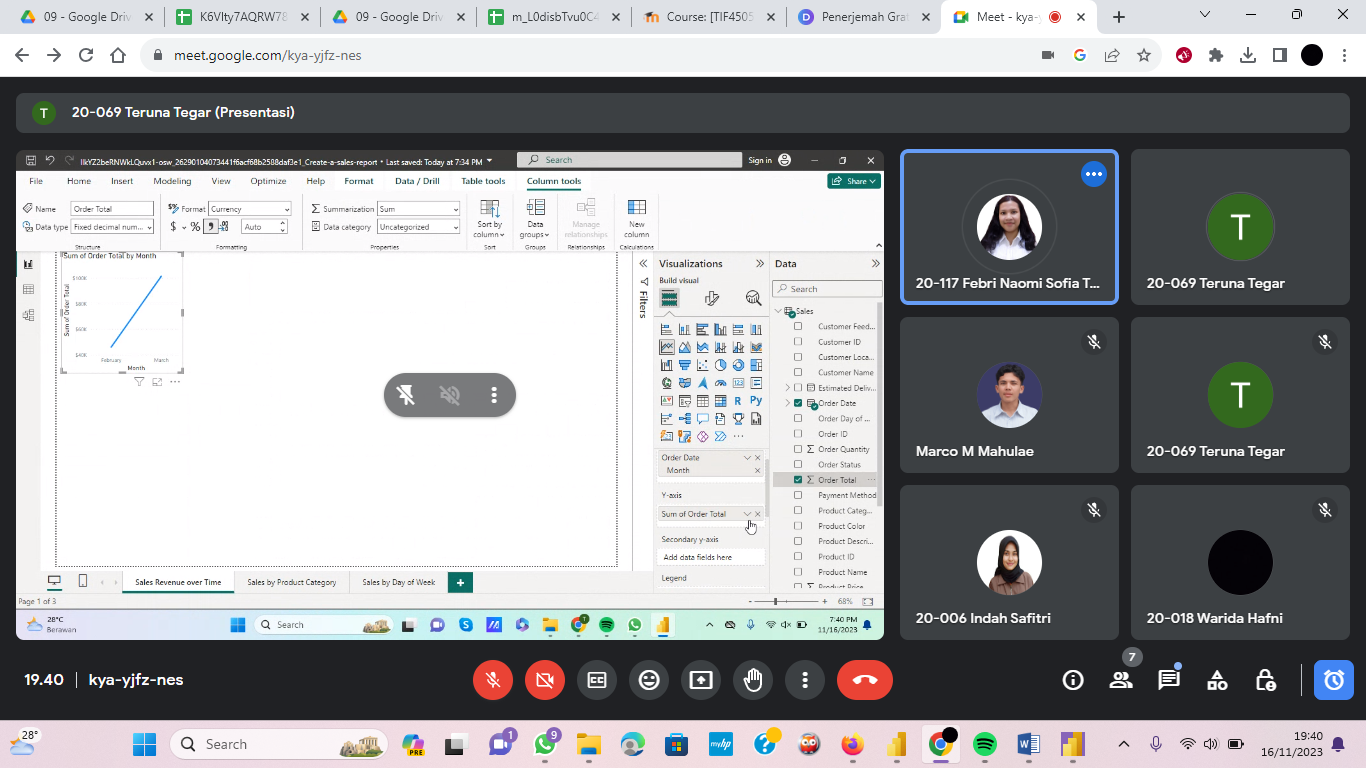 09 - Google Driv
K6Vlty7AQRW78
09 - Google Driv
m_L0disbTvu0C4
Course: [TIF4505
Penerjemah Grat
Meet - kya-y
meet.google.com/kya-yjfz-nes
T
20-069 Teruna Tegar (Presentasi)
Last saved: Today at 7:34 PM
Search
Sign in
File
Home
Insert
Modeling
View
Optimize
Help
Format
Data / Drill
Table tools
Column tools
Share
Name
Order Total
Format
Currency
Summarization
Sum
Data type
Fixed decimal num...
$
%
Auto
Data category
Uncategorized
Sort by column
Data groups
Manage relationships
New column
Structure
Formatting
Properties
Sort
Groups
Relationships
Calculations
Sum of Order Total by Month
$100K
$80K
$60K
$40K
Sum of Order Total
February
March
Month
Filters
Visualizations
Build visual
R
Py
123
Order Date
Month
Y-axis
Sum of Order Total
Secondary y-axis
Add data fields here
Legend
Data
Search
Sales
Customer Feed...
Customer ID
Customer Loca...
Customer Name
Estimated Deliv...
Order Date
Order Day of ...
Order ID
Order Quantity
Order Status
Order Total
Payment Method
Product Categ...
Product Color
Product Descri...
Product ID
Product Name
Product Price
Sales Revenue over Time
Sales by Product Category
Sales by Day of Week
+
Page 1 of 3
68%
28°C
Berawan
Search
7:40 PM
11/16/2023
20-117 Febri Naomi Sofia T...
T
20-069 Teruna Tegar
Marco M Mahulae
T
20-069 Teruna Tegar
20-006 Indah Safitri
20-018 Warida Hafni
19.40
kya-yjfz-nes
7
28°
Search
PRE
1
9
myhp
19:40
16/11/2023